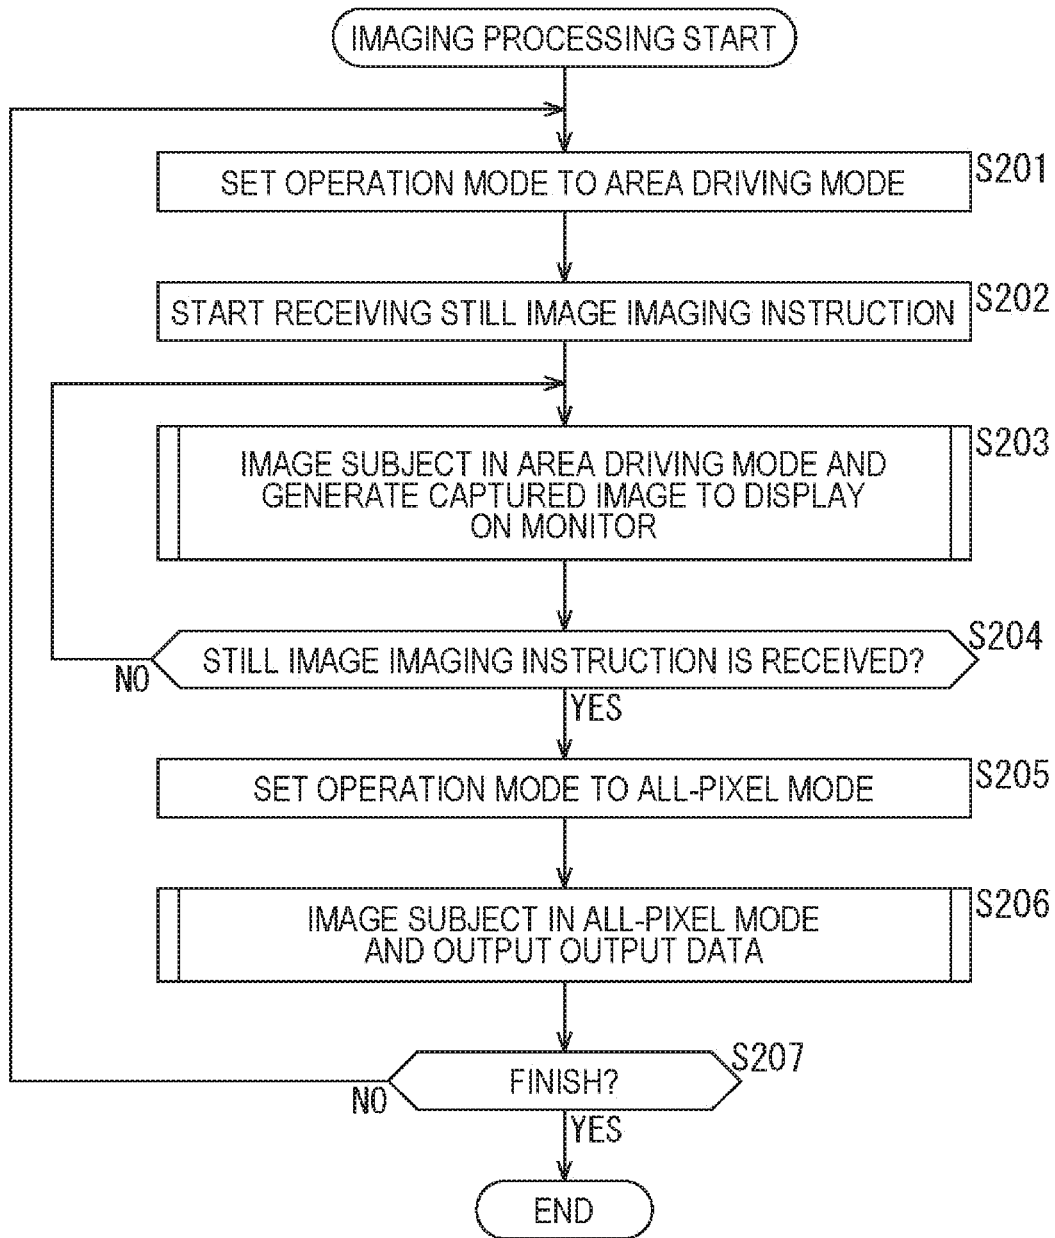 IMAGING PROCESSING START
SET OPERATION MODE TO AREA DRIVING MODE
S201
START RECEIVING STILL IMAGE IMAGING INSTRUCTION
S202
IMAGE SUBJECT IN AREA DRIVING MODE AND
GENERATE CAPTURED IMAGE TO DISPLAY
ON MONITOR
S203
STILL IMAGE IMAGING INSTRUCTION IS RECEIVED?
S204
NO
YES
SET OPERATION MODE TO ALL-PIXEL MODE
S205
IMAGE SUBJECT IN ALL-PIXEL MODE
AND OUTPUT OUTPUT DATA
S206
FINISH?
S207
NO
YES
END